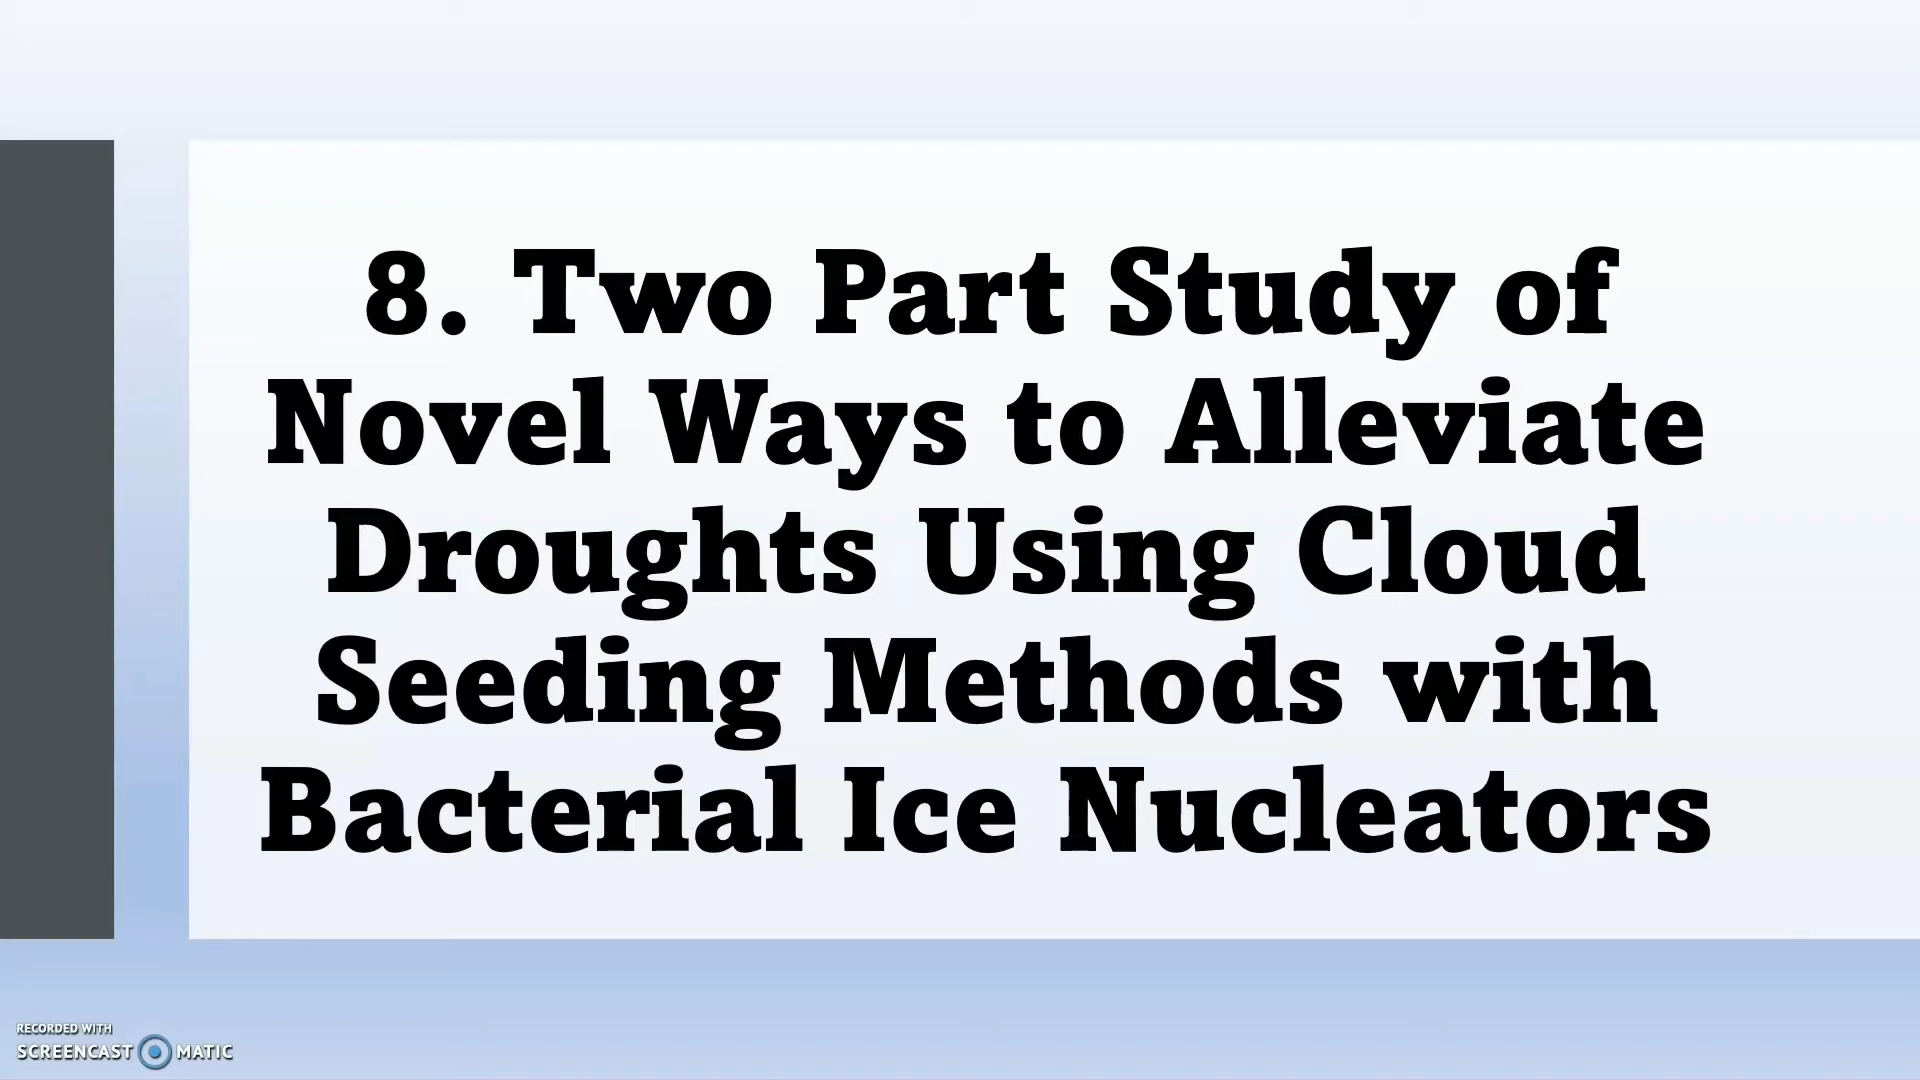 8. Two Part Study of
Novel Ways to Alleviate
Droughts Using Cloud
Seeding Methods with
Bacterial Ice Nucleators
RECORDED WITH
SCREENCAST MATIC